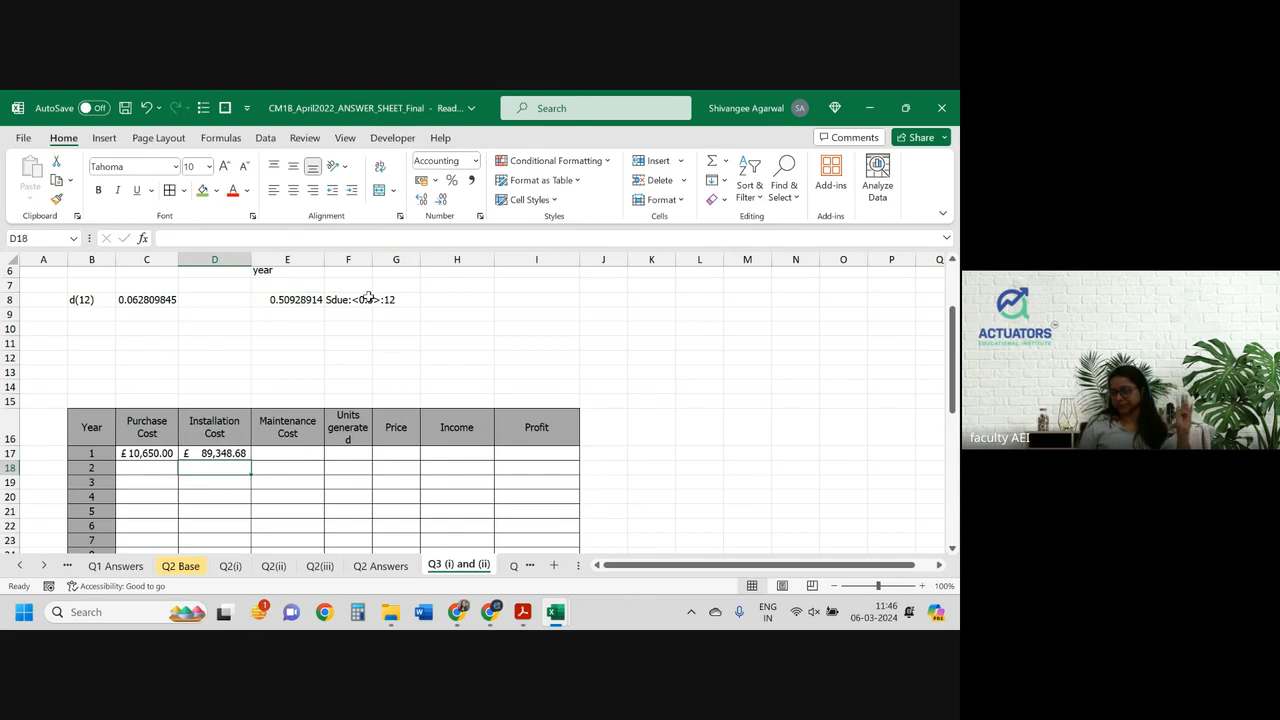 AutoSave Off CM1B_April2022_ANSWER_SHEET_Final - Read... Search Shivangee Agarwal SA
File Home Insert Page Layout Formulas Data Review View Developer Help Comments Share
Paste Tahoma 10 B I U Accounting Conditional Formatting Format as Table Cell Styles Insert Delete Format Sort & Filter Find & Select Add-ins Analyze Data
Clipboard Font Alignment Number Styles Cells Editing Add-ins
D18 fx
A B C D E F G H I J K L M N O P Q
6 year
7
8 d(12) 0.062809845 0.50928914
9
10
11
12
13
14
15
16 Year Purchase Cost Installation Cost Maintenance Cost Units generate d Price Income Profit
17 1 £ 10,650.00 £ 89,348.68
18 2
19 3
20 4
21 5
22 6
23 7
Q1 Answers Q2 Base Q2(i) Q2(ii) Q2(iii) Q2 Answers Q3 (i) and (ii) Q ...
Ready Accessibility: Good to go 100%
Search 1 ENG IN 11:46 06-03-2024
ACTUATORS
EDUCATIONAL INSTITUTE
faculty AEI